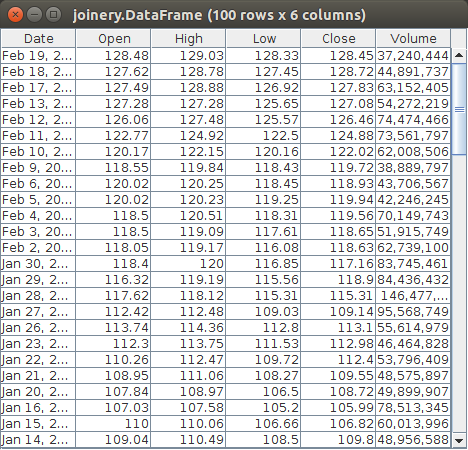 joinery.DataFrame (100 rows x 6 columns)
Date Open High Low Close Volume
Feb 19, 2... 128.48 129.03 128.33 128.45 37,240,444
Feb 18, 2... 127.62 128.78 127.45 128.72 44,891,737
Feb 17, 2... 127.49 128.88 126.92 127.83 63,152,405
Feb 13, 2... 127.28 127.28 125.65 127.08 54,272,219
Feb 12, 2... 126.06 127.48 125.57 126.46 74,474,466
Feb 11, 2... 122.77 124.92 122.5 124.88 73,561,797
Feb 10, 2... 120.17 122.15 120.16 122.02 62,008,506
Feb 9, 20... 118.55 119.84 118.43 119.72 38,889,797
Feb 6, 20... 120.02 120.25 118.45 118.93 43,706,567
Feb 5, 20... 120.02 120.23 119.25 119.94 42,246,245
Feb 4, 20... 118.5 120.51 118.31 119.56 70,149,743
Feb 3, 20... 118.5 119.09 117.61 118.65 51,915,749
Feb 2, 20... 118.05 119.17 116.08 118.63 62,739,100
Jan 30, 2... 118.4 120 116.85 117.16 83,745,461
Jan 29, 2... 116.32 119.19 115.56 118.9 84,436,432
Jan 28, 2... 117.62 118.12 115.31 115.31 146,477,...
Jan 27, 2... 112.42 112.48 109.03 109.14 95,568,749
Jan 26, 2... 113.74 114.36 112.8 113.1 55,614,979
Jan 23, 2... 112.3 113.75 111.53 112.98 46,464,828
Jan 22, 2... 110.26 112.47 109.72 112.4 53,796,409
Jan 21, 2... 108.95 111.06 108.27 109.55 48,575,897
Jan 20, 2... 107.84 108.97 106.5 108.72 49,899,907
Jan 16, 2... 107.03 107.58 105.2 105.99 78,513,345
Jan 15, 2... 110 110.06 106.66 106.82 60,013,996
Jan 14, 2... 109.04 110.49 108.5 109.8 48,956,588